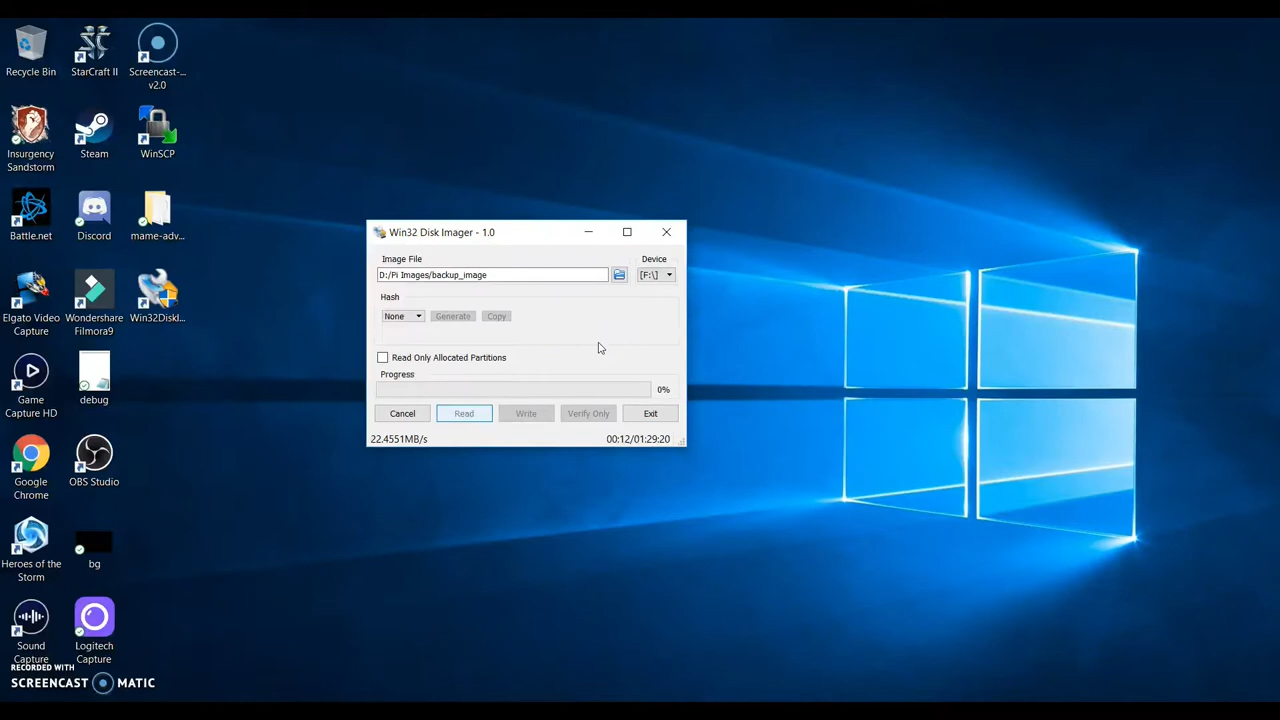 Recycle Bin
StarCraft II
Screencast-...
v2.0
Insurgency
Sandstorm
Steam
WinSCP
Battle.net
Discord
mame-adv...
Elgato Video
Capture
Wondershare
Filmora9
Win32DiskI...
Game
Capture HD
debug
Google
Chrome
OBS Studio
Heroes of the
Storm
bg
Sound
Capture
Logitech
Capture
RECORDED WITH
SCREENCAST MATIC
Win32 Disk Imager - 1.0
Image File
Device
D:/Pi Images/backup_image
[F:\]
Hash
None
Generate
Copy
Read Only Allocated Partitions
Progress
0%
Cancel
Read
Write
Verify Only
Exit
22.4551MB/s
00:12/01:29:20